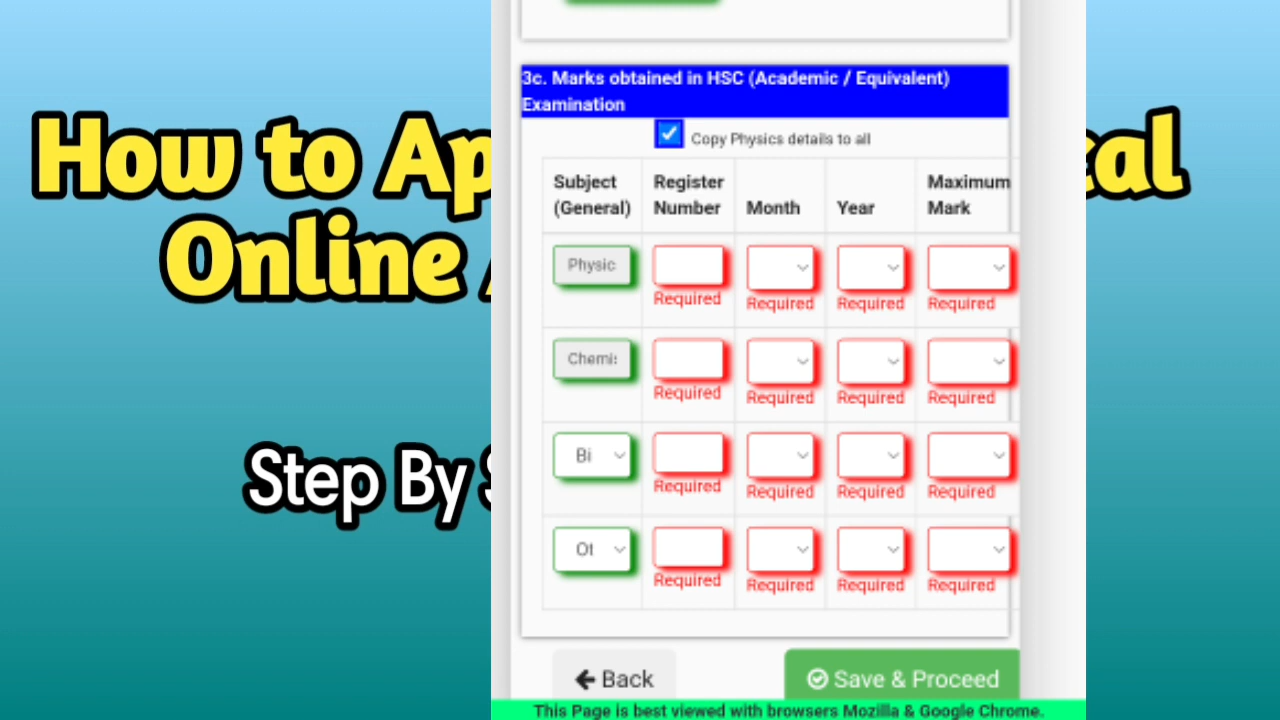 How to Ap cal
Online
Step By S
3c. Marks obtained in HSC (Academic / Equivalent)
Examination
Copy Physics details to all
Subject (General) Register Number Month Year Maximum Mark
Physic
Required Required Required Required
Chemi
Required Required Required Required
Bi
Required Required Required Required
Ot
Required Required Required Required
Back Save & Proceed
This Page is best viewed with browsers Mozilla & Google Chrome.